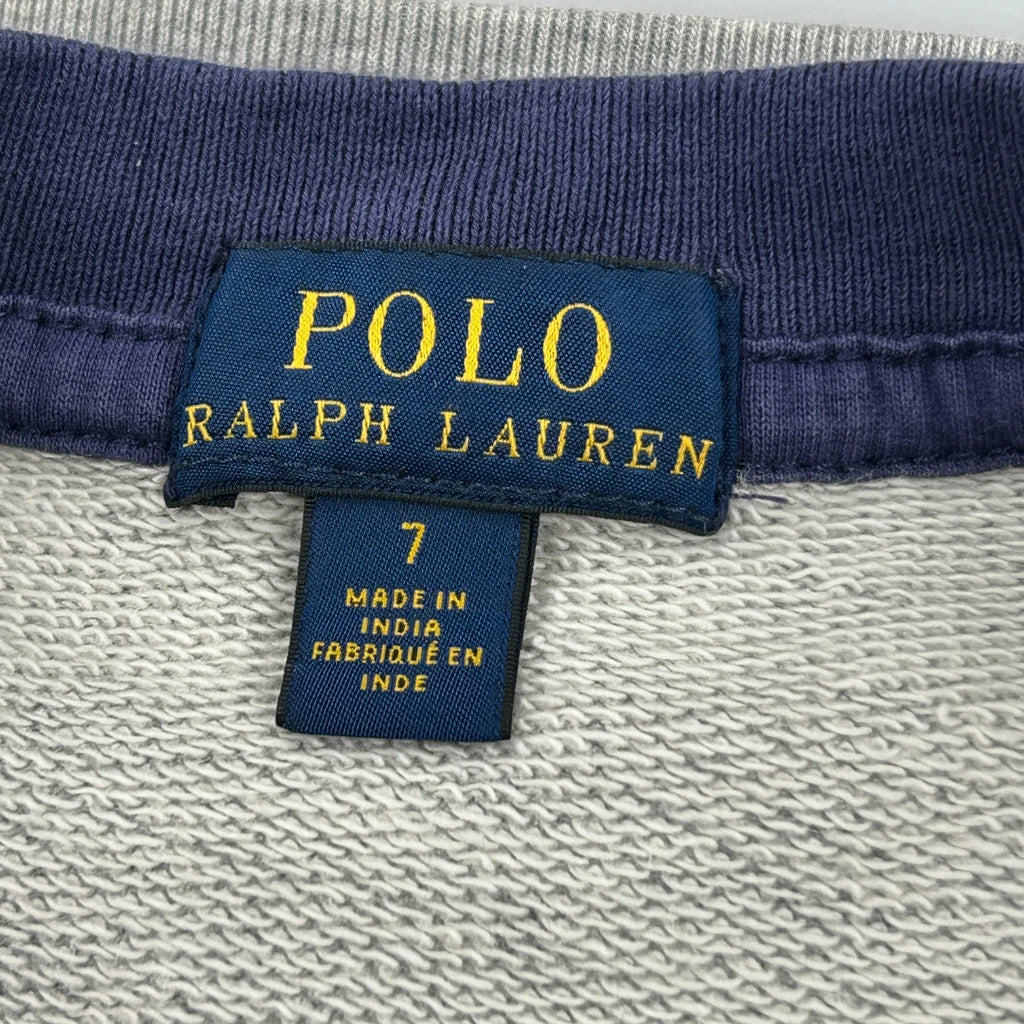 POLO
RALPH LAUREN
7
MADE IN
INDIA
FABRIQUÉ EN
INDE